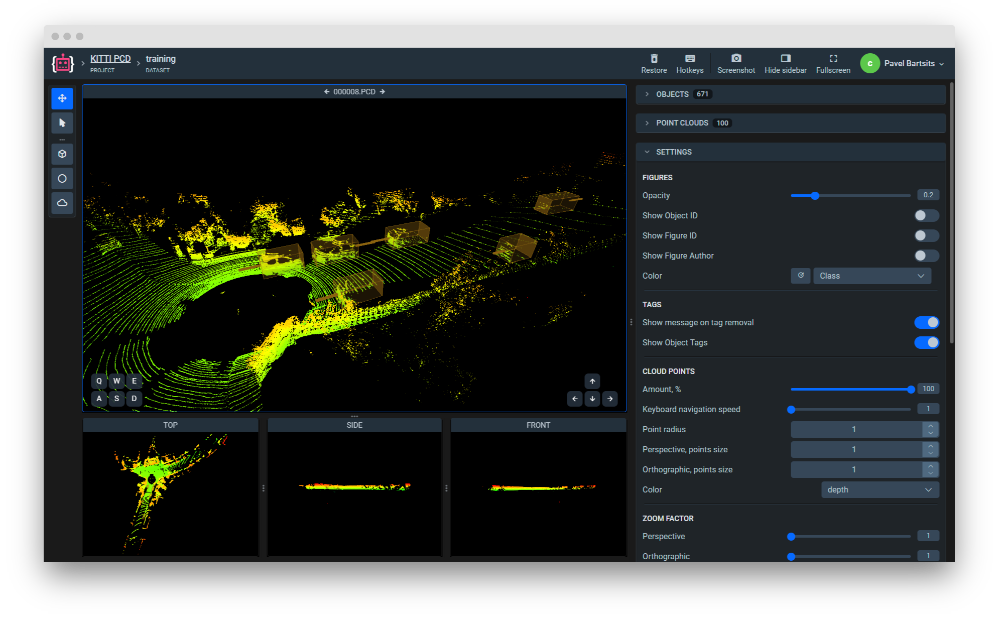 KITTI PCD
PROJECT
training
DATASET
Restore
Hotkeys
Screenshot
Hide sidebar
Fullscreen
c
Pavel Bartsits
000008.PCD
Q W E
A S D
TOP
SIDE
FRONT
OBJECTS 671
POINT CLOUDS 100
SETTINGS
FIGURES
Opacity 0.2
Show Object ID
Show Figure ID
Show Figure Author
Color Class
TAGS
Show message on tag removal
Show Object Tags
CLOUD POINTS
Amount, % 100
Keyboard navigation speed 1
Point radius 1
Perspective, points size 1
Orthographic, points size 1
Color depth
ZOOM FACTOR
Perspective 1
Orthographic 1